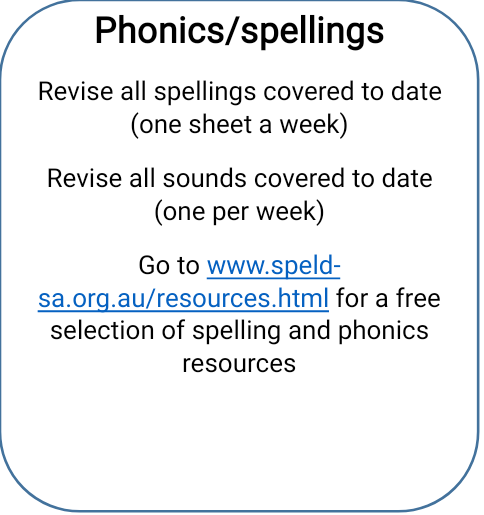 Phonics/spellings
Revise all spellings covered to date
(one sheet a week)
Revise all sounds covered to date
(one per week)
Go to www.speld-
sa.org.au/resources.html for a free
selection of spelling and phonics
resources